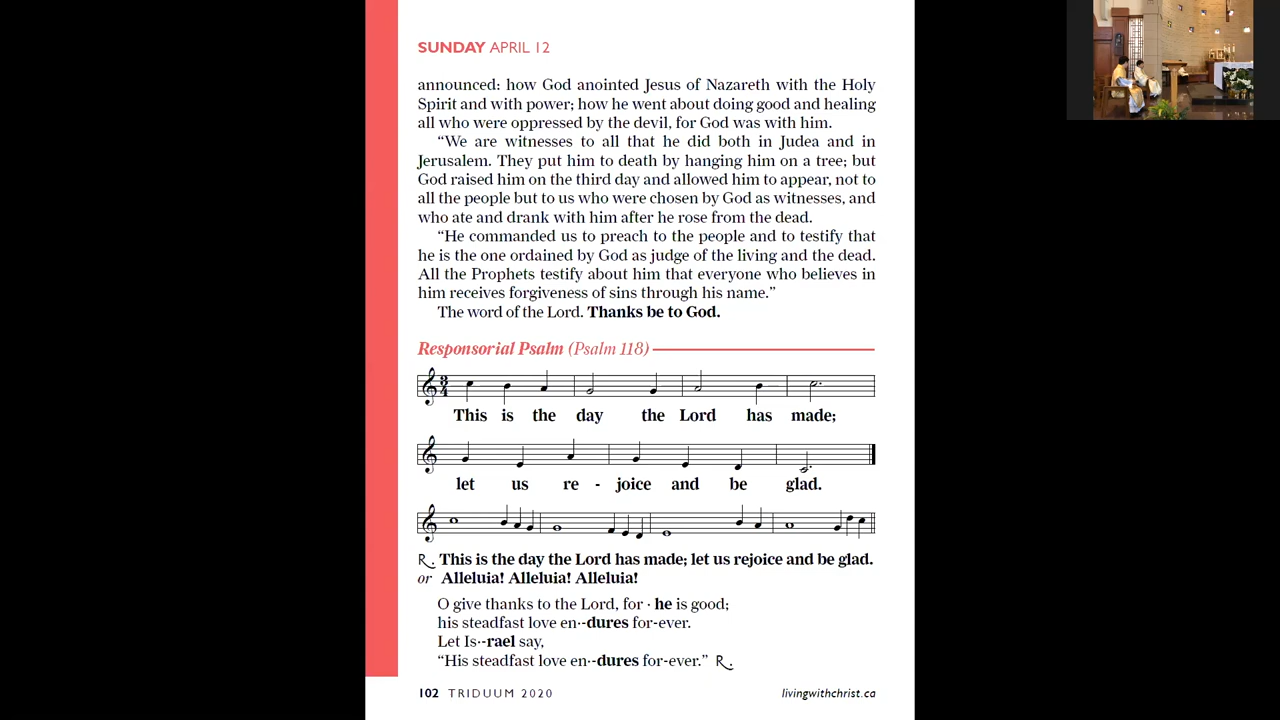 SUNDAY APRIL 12
announced: how God anointed Jesus of Nazareth with the Holy
Spirit and with power; how he went about doing good and healing
all who were oppressed by the devil, for God was with him.
“We are witnesses to all that he did both in Judea and in
Jerusalem. They put him to death by hanging him on a tree; but
God raised him on the third day and allowed him to appear, not to
all the people but to us who were chosen by God as witnesses, and
who ate and drank with him after he rose from the dead.
“He commanded us to preach to the people and to testify that
he is the one ordained by God as judge of the living and the dead.
All the Prophets testify about him that everyone who believes in
him receives forgiveness of sins through his name.”
The word of the Lord. Thanks be to God.
Responsorial Psalm (Psalm 118)
3
4
This is the day the Lord has made;
let us re - joice and be glad.
R. This is the day the Lord has made; let us rejoice and be glad.
or Alleluia! Alleluia! Alleluia!
O give thanks to the Lord, for · he is good;
his steadfast love en·-dures for-ever.
Let Is·-rael say,
“His steadfast love en·-dures for-ever.” R.
102 TRIDUUM 2020 livingwithchrist.ca